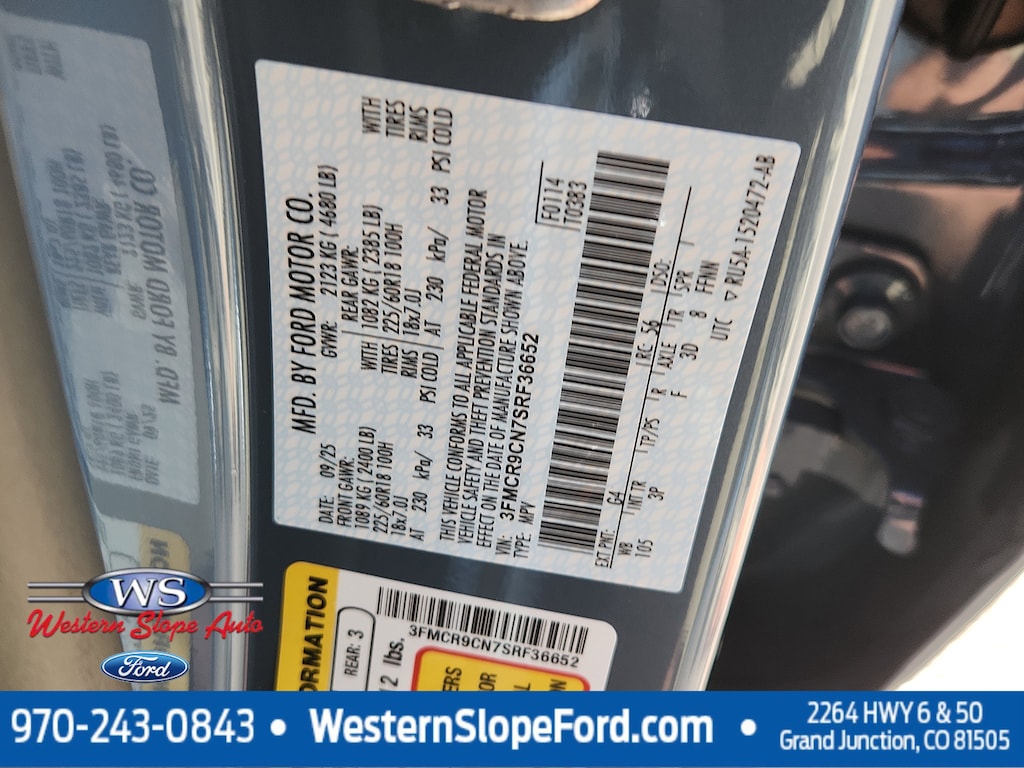 MFD. BY FORD MOTOR CO.
DATE: 09/25 GVWR: 2123 KG ( 4680 LB)
FRONT GAWR: REAR GAWR:
1089 KG ( 2400 LB) WITH 1082 KG ( 2385 LB) WITH
225/60R18 100H TIRES 225/60R18 100H TIRES
18x7.0J RIMS 18x7.0J RIMS
AT 230 kPa/ 33 PSI COLD AT 230 kPa/ 33 PSI COLD
THIS VEHICLE CONFORMS TO ALL APPLICABLE FEDERAL MOTOR
VEHICLE SAFETY AND THEFT PREVENTION STANDARDS IN
EFFECT ON THE DATE OF MANUFACTURE SHOWN ABOVE.
VIN: 3FMCR9CN7SRF36652
TYPE: MPV
F0114
T0383
EXT PNT: G4 RC: 56 DSO:
WB INT TR TP/PS R AXLE TR SPR
105 3P F 3D 8 FFNN
UTC ▽ RU5A-1520472-AB
ORMATION
REAR: 3
12 lbs.
3FMCR9CN7SRF36652
WS
Western Slope Auto
Ford
970-243-0843 • WesternSlopeFord.com • 2264 HWY 6 & 50
Grand Junction, CO 81505